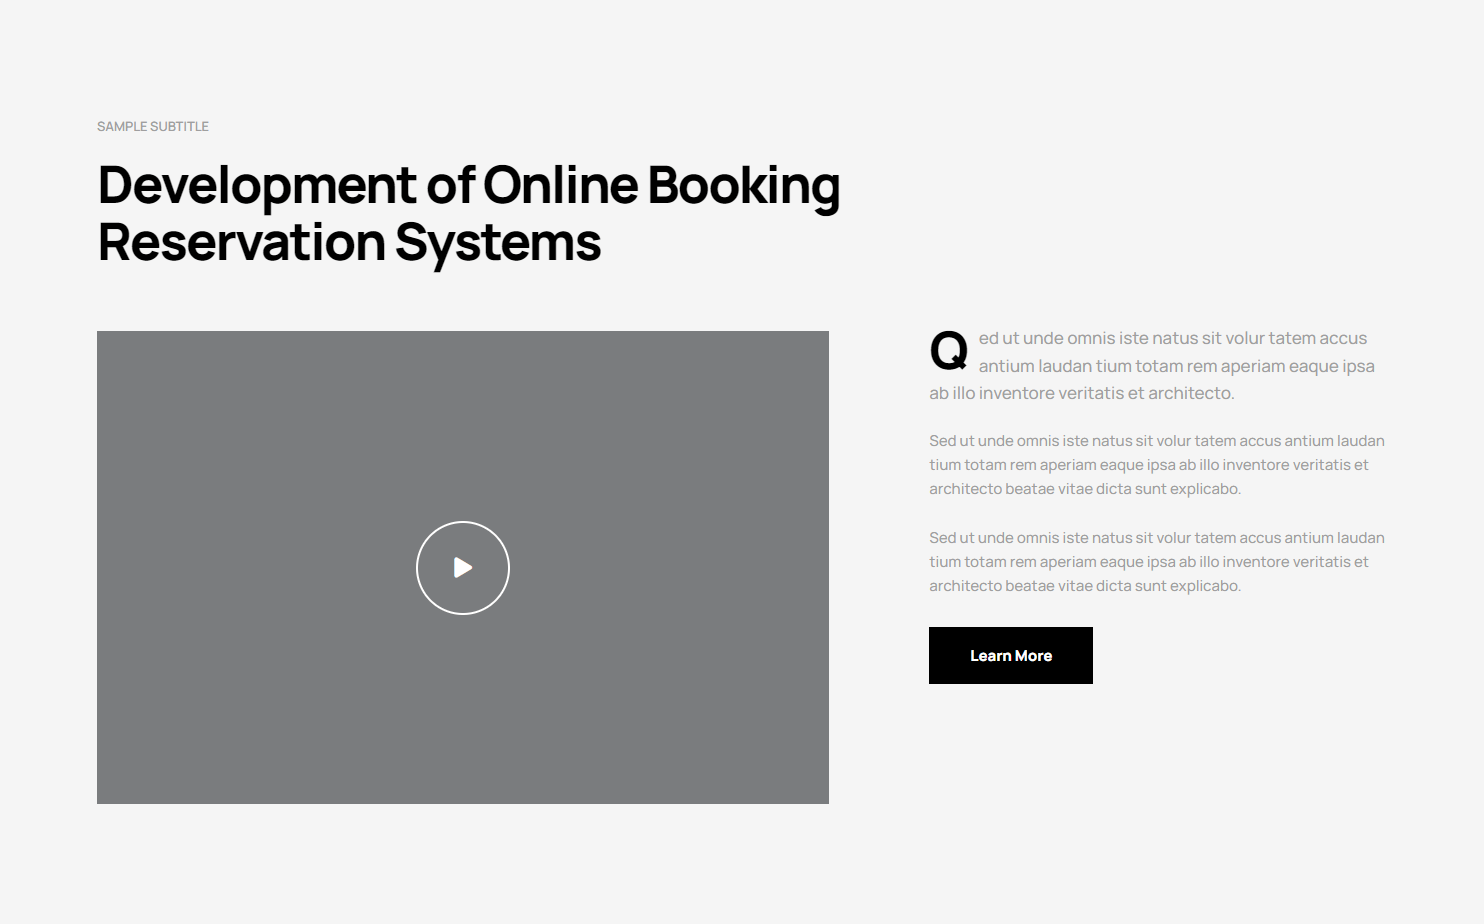 SAMPLE SUBTITLE
Development of Online Booking
Reservation Systems
Qed ut unde omnis iste natus sit volur tatem accus
antium laudan tium totam rem aperiam eaque ipsa
ab illo inventore veritatis et architecto.
Sed ut unde omnis iste natus sit volur tatem accus antium laudan
tium totam rem aperiam eaque ipsa ab illo inventore veritatis et
architecto beatae vitae dicta sunt explicabo.
Sed ut unde omnis iste natus sit volur tatem accus antium laudan
tium totam rem aperiam eaque ipsa ab illo inventore veritatis et
architecto beatae vitae dicta sunt explicabo.
Learn More